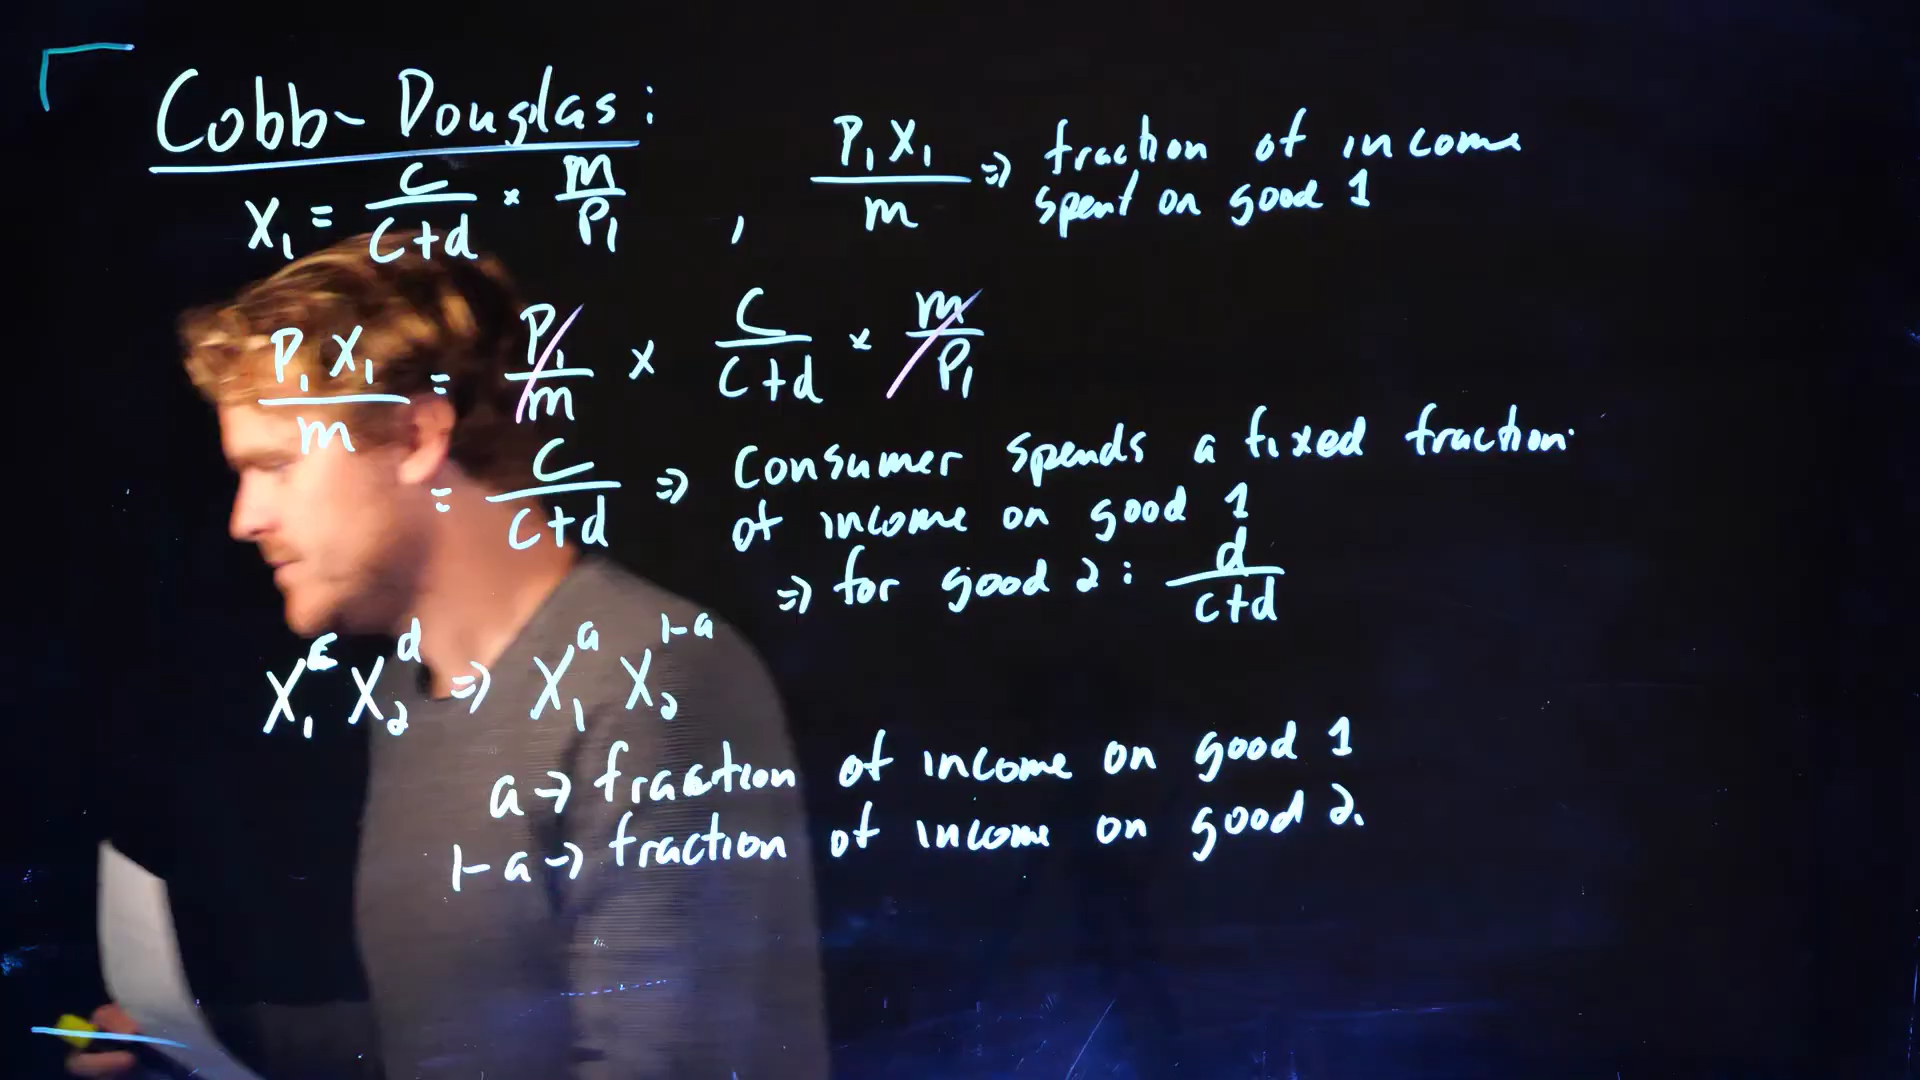 Cobb-Douglas:
X₁ = C/(C+d) × m/P₁ , P₁X₁/m ⇒ fraction of income
spent on good 1
P₁X₁/m = P₁/m × C/(C+d) × m/P₁
= C/(C+d) ⇒ Consumer spends a fixed fraction
of income on good 1
⇒ for good 2: d/(c+d)
X₁^c X₂^d ⇒ X₁^a X₂^(1-a)
a → fraction of income on good 1
1-a → fraction of income on good 2.